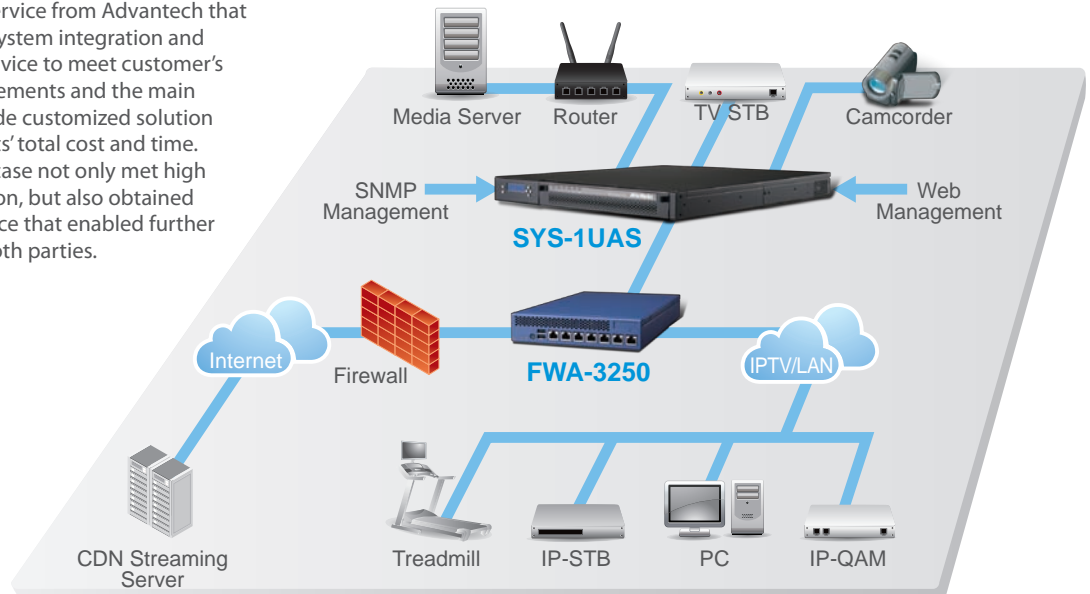 ervice from Advantech that
ystem integration and
vice to meet customer's
ements and the main
de customized solution
ts' total cost and time.
case not only met high
on, but also obtained
ce that enabled further
oth parties.
Media Server
Router
TV STB
Camcorder
SNMP
Management
Web
Management
SYS-1UAS
Internet
Firewall
FWA-3250
IPTV/LAN
CDN Streaming
Server
Treadmill
IP-STB
PC
IP-QAM